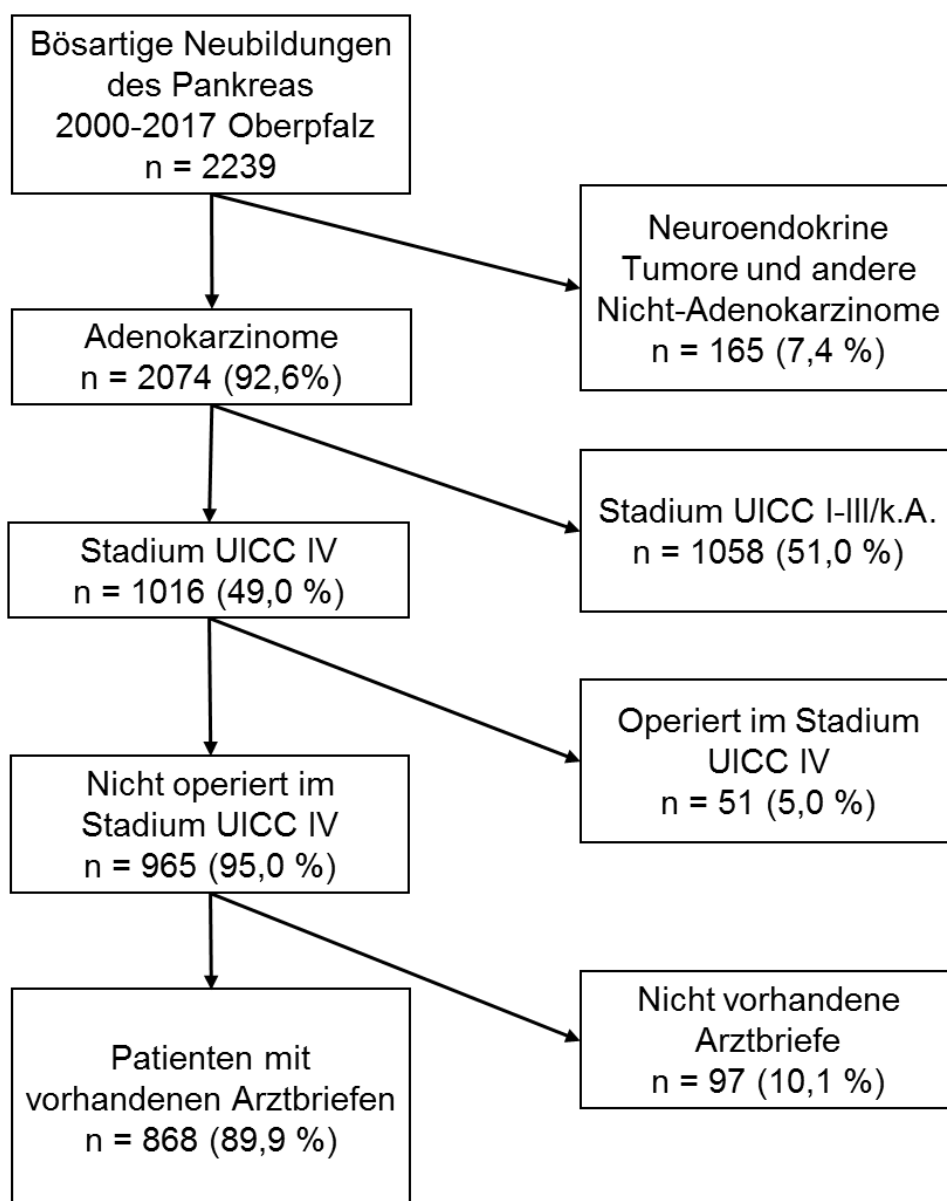 Bösartige Neubildungen
des Pankreas
2000-2017 Oberpfalz
n = 2239
Neuroendokrine
Tumore und andere
Nicht-Adenokarzinome
n = 165 (7,4 %)
Adenokarzinome
n = 2074 (92,6%)
Stadium UICC I-III/k.A.
n = 1058 (51,0 %)
Stadium UICC IV
n = 1016 (49,0 %)
Operiert im Stadium
UICC IV
n = 51 (5,0 %)
Nicht operiert im
Stadium UICC IV
n = 965 (95,0 %)
Nicht vorhandene
Arztbriefe
n = 97 (10,1 %)
Patienten mit
vorhandenen Arztbriefen
n = 868 (89,9 %)